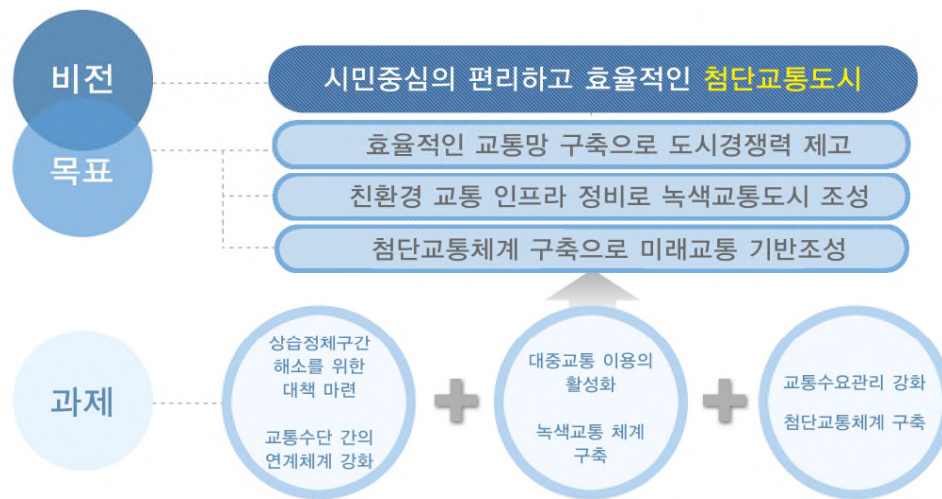 비전
시민중심의 편리하고 효율적인 첨단교통도시
목표
효율적인 교통망 구축으로 도시경쟁력 제고
친환경 교통 인프라 정비로 녹색교통도시 조성
첨단교통체계 구축으로 미래교통 기반조성
과제
상습정체구간
해소를 위한
대책 마련
교통수단 간의
연계체계 강화
대중교통 이용의
활성화
녹색교통 체계
구축
교통수요관리 강화
첨단교통체계 구축